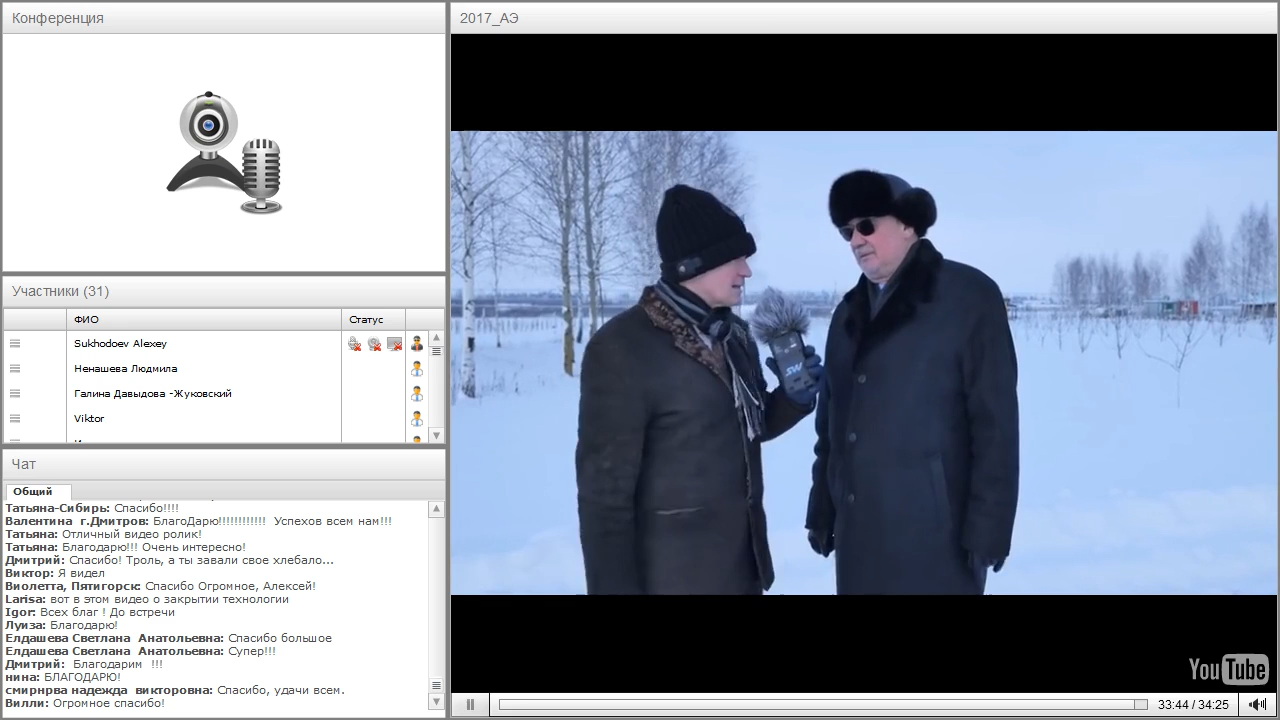 Конференция
2017_АЭ
Участники (31)
ФИО Статус
Sukhodoev Alexey
Ненашева Людмила
Галина Давыдова -Жуковский
Viktor
Чат
Общий
Татьяна-Сибирь: Спасибо!!!!
Валентина г.Дмитров: БлагоДарю!!!!!!!!!!!! Успехов всем нам!!!
Татьяна: Отличный видео ролик!
Татьяна: Благодарю!!! Очень интересно!
Дмитрий: Спасибо! Троль, а ты завали свое хлебало...
Виктор: Я видел
Виолетта, Пятигорск: Спасибо Огромное, Алексей!
Larisa: вот в этом видео о закрытии технологии
Igor: Всех благ ! До встречи
Луиза: Благодарю!
Елдашева Светлана Анатольевна: Спасибо большое
Елдашева Светлана Анатольевна: Супер!!!
Дмитрий: Благодарим !!!
нина: БЛАГОДАРЮ!
смирнрва надежда викторовна: Спасибо, удачи всем.
Вилли: Огромное спасибо!
SW
YouTube
33:44 / 34:25